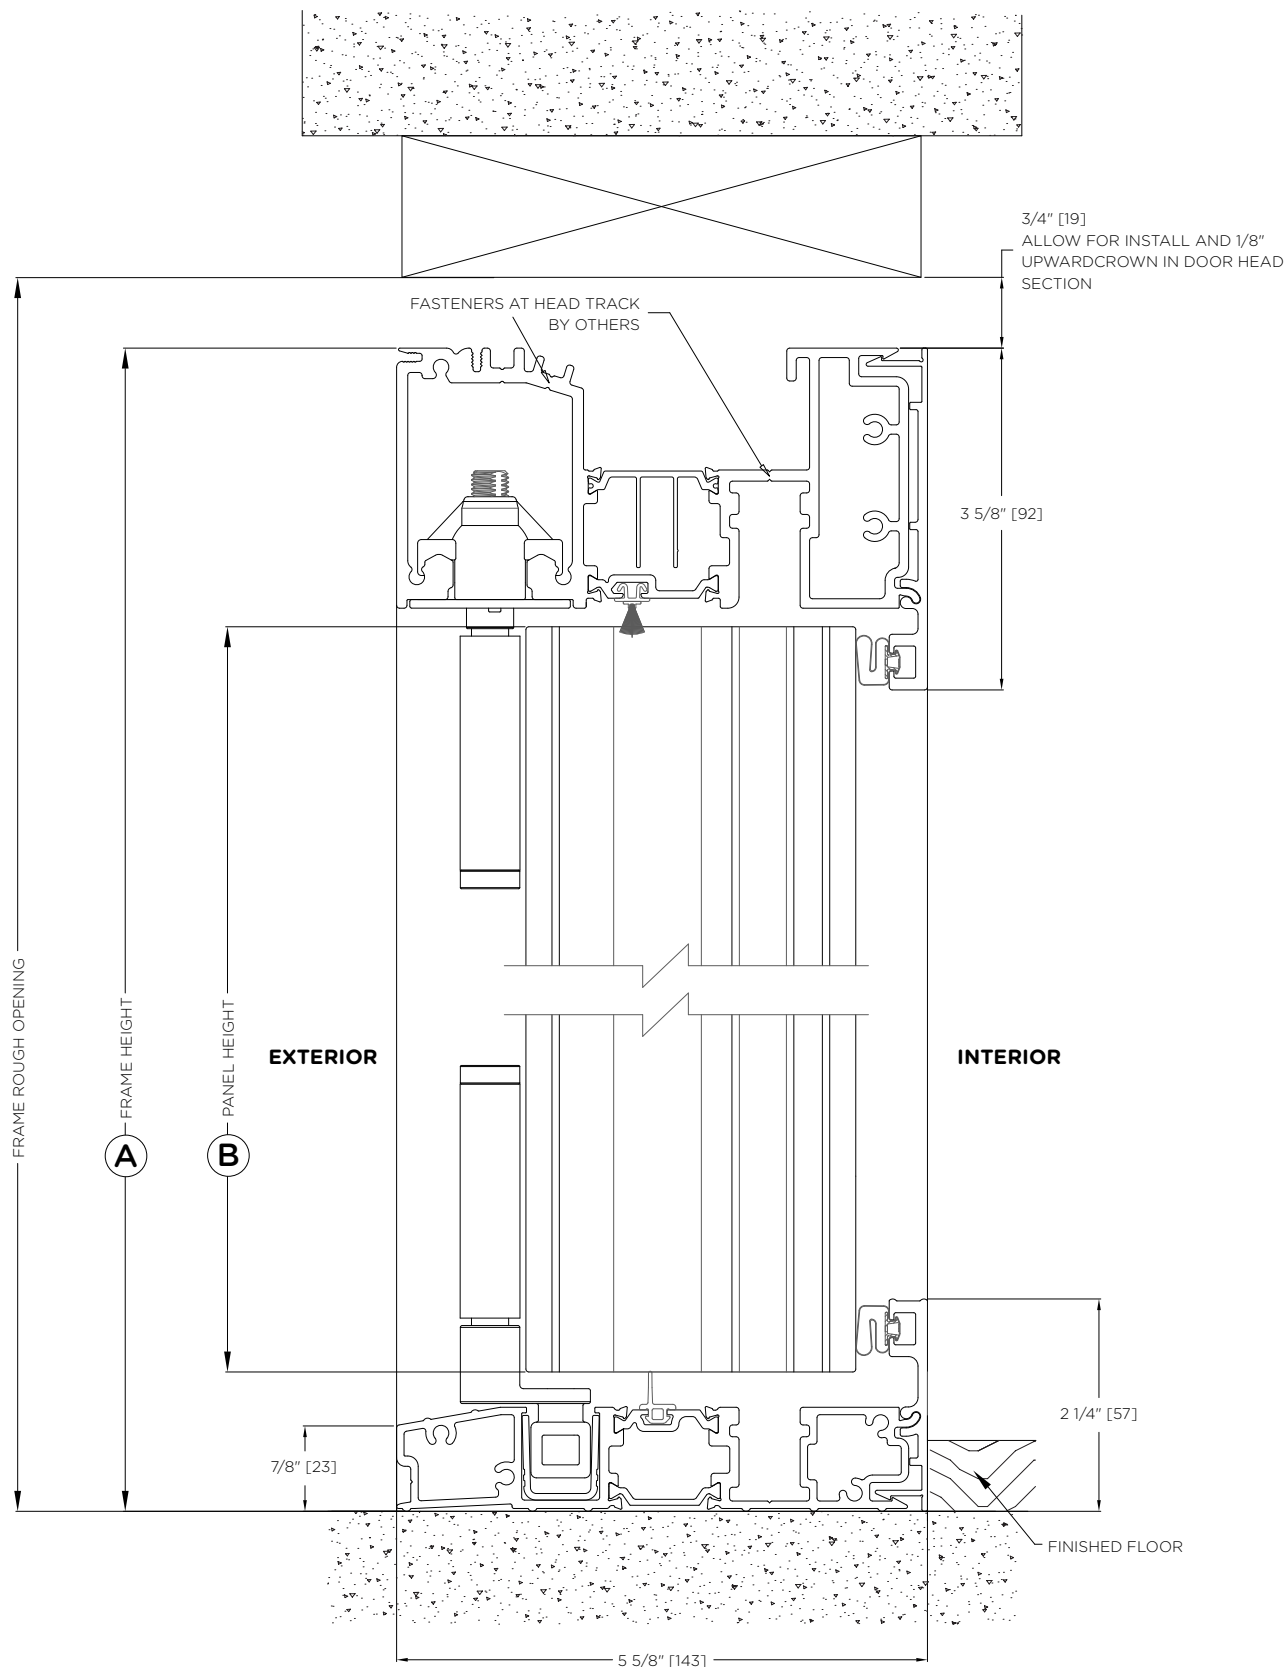 3/4" [19]
ALLOW FOR INSTALL AND 1/8"
UPWARDCROWN IN DOOR HEAD
SECTION
FASTENERS AT HEAD TRACK
BY OTHERS
3 5/8" [92]
FRAME ROUGH OPENING
FRAME HEIGHT
A
PANEL HEIGHT
B
EXTERIOR
INTERIOR
2 1/4" [57]
7/8" [23]
FINISHED FLOOR
5 5/8" [143]